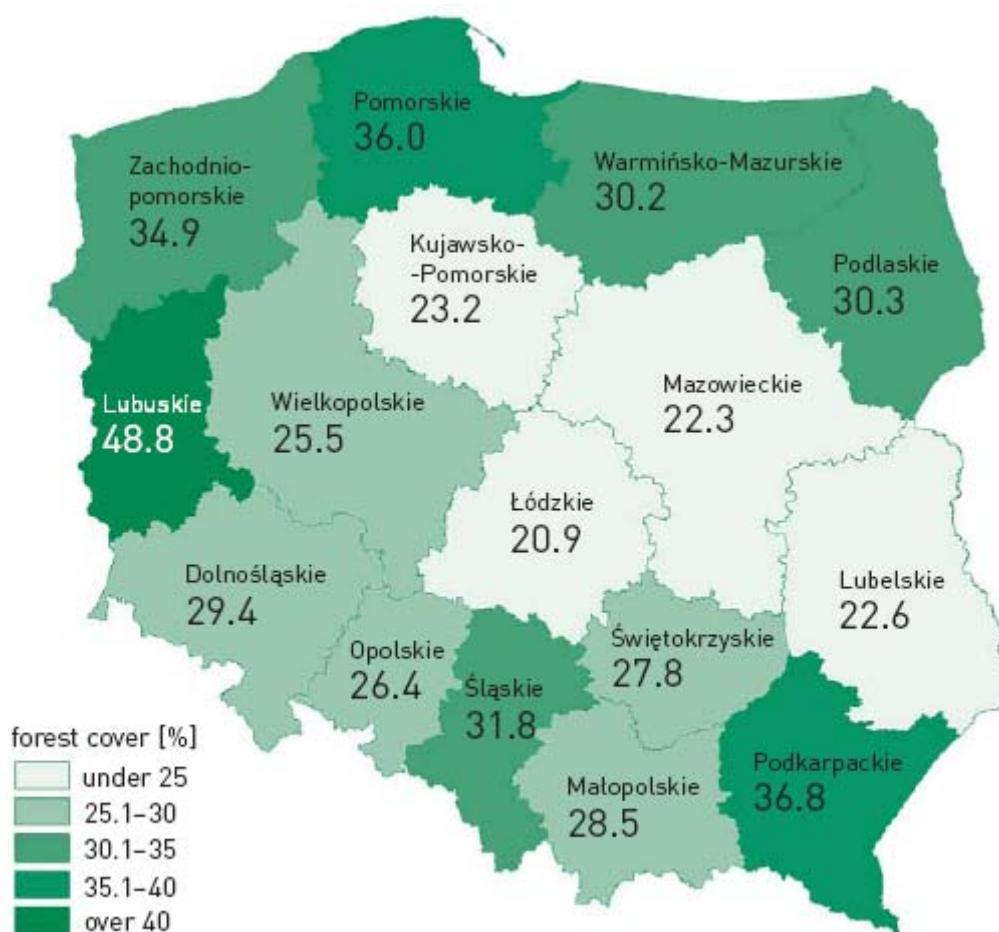 Pomorskie
36.0
Zachodnio-
pomorskie
34.9
Warmińsko-Mazurskie
30.2
Kujawsko-
-Pomorskie
23.2
Podlaskie
30.3
Lubuskie
48.8
Wielkopolskie
25.5
Mazowieckie
22.3
Łódzkie
20.9
Dolnośląskie
29.4
Lubelskie
22.6
Opolskie
26.4
Śląskie
31.8
Świętokrzyskie
27.8
Małopolskie
28.5
Podkarpackie
36.8
forest cover [%]
under 25
25.1–30
30.1–35
35.1–40
over 40